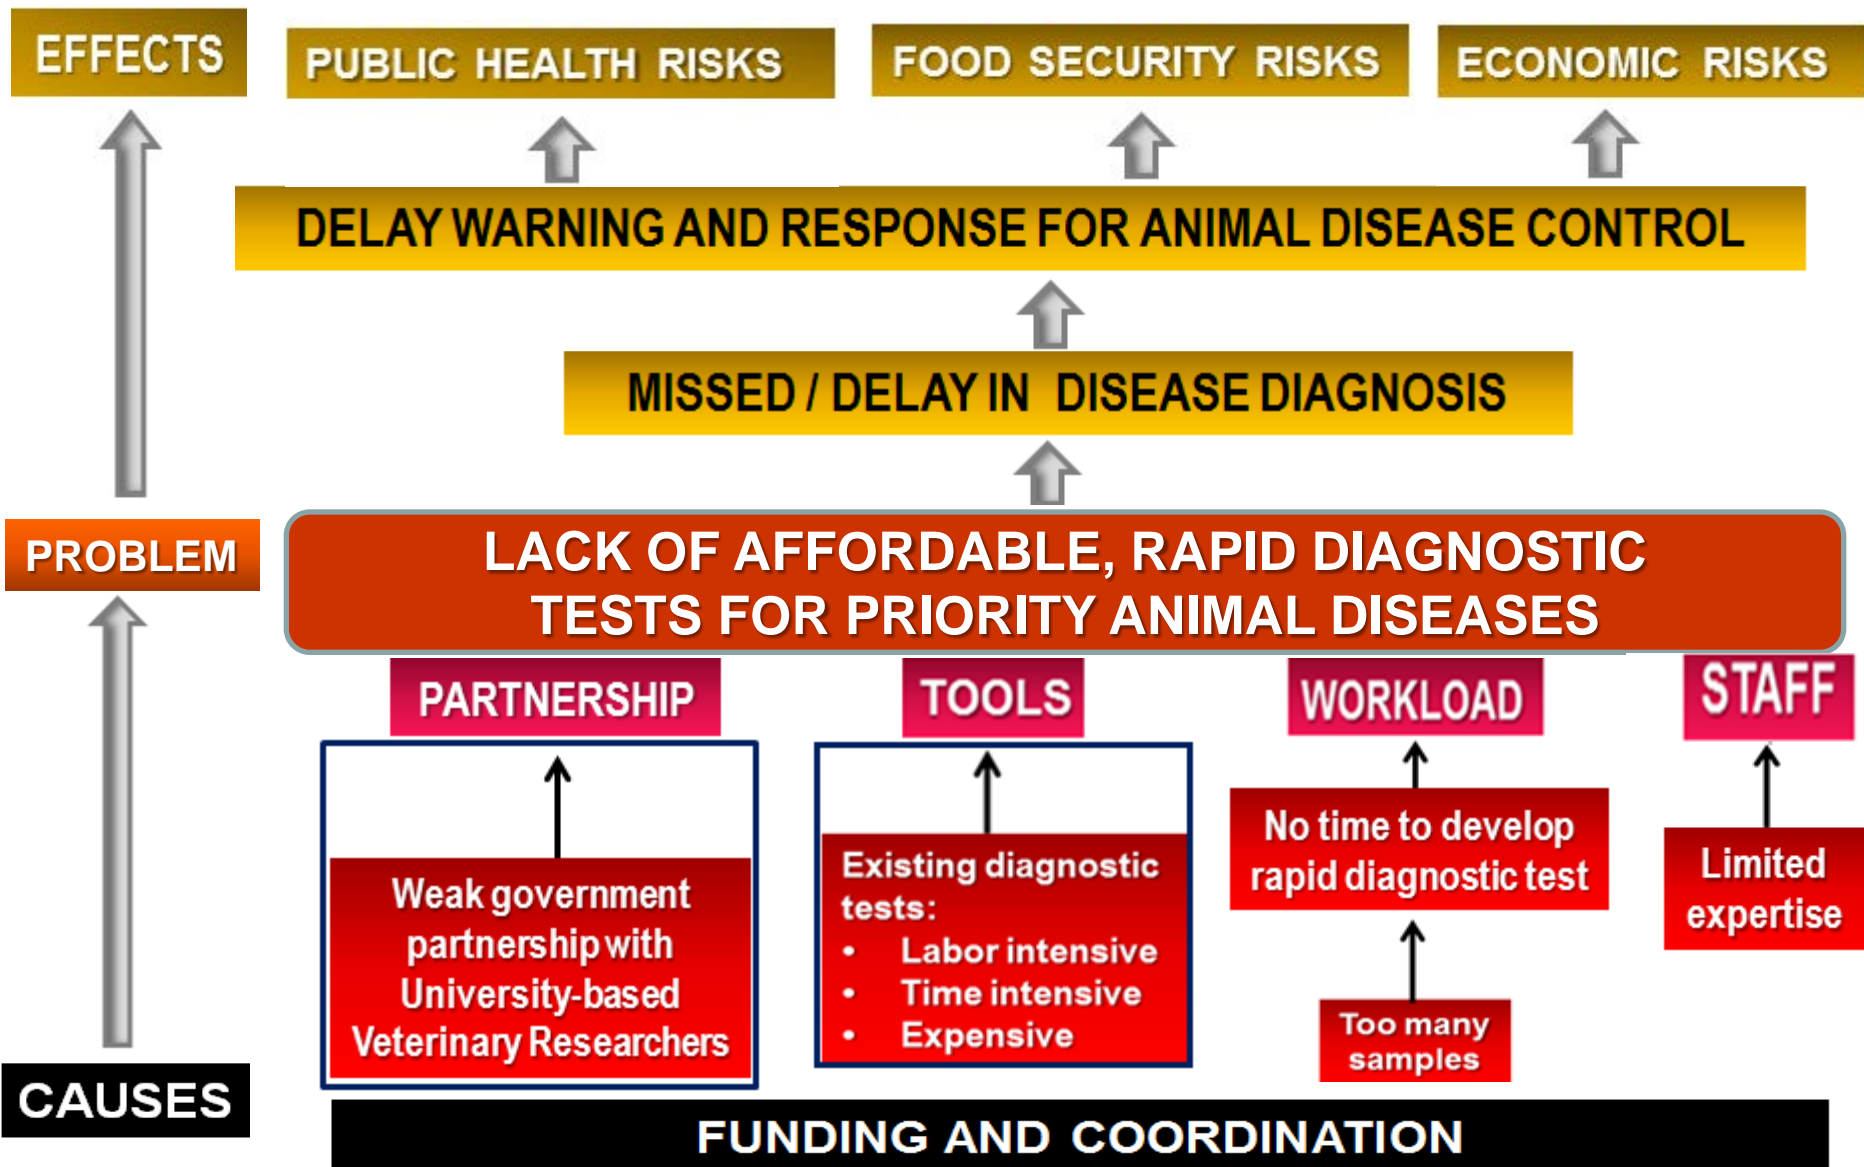 EFFECTS
PUBLIC HEALTH RISKS
FOOD SECURITY RISKS
ECONOMIC RISKS
DELAY WARNING AND RESPONSE FOR ANIMAL DISEASE CONTROL
MISSED / DELAY IN DISEASE DIAGNOSIS
PROBLEM
LACK OF AFFORDABLE, RAPID DIAGNOSTIC
TESTS FOR PRIORITY ANIMAL DISEASES
PARTNERSHIP
TOOLS
WORKLOAD
STAFF
Weak government
partnership with
University-based
Veterinary Researchers
Existing diagnostic
tests:
• Labor intensive
• Time intensive
• Expensive
No time to develop
rapid diagnostic test
Too many
samples
Limited
expertise
CAUSES
FUNDING AND COORDINATION